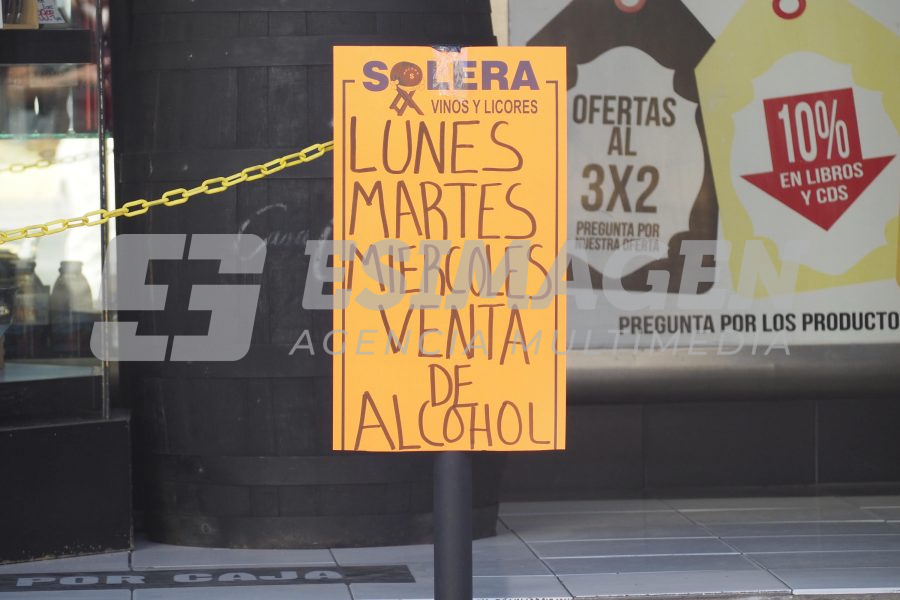 SOLERA
VINOS Y LICORES
LUNES
MARTES
MIERCOLES
VENTA
DE
ALCOHOL
OFERTAS
AL
3X2
PREGUNTA POR
NUESTRA OFERTA
10%
EN LIBROS
Y CDS
PREGUNTA POR LOS PRODUCTO
ESIMAGEN
AGENCIA MULTIMEDIA
POR CAJA